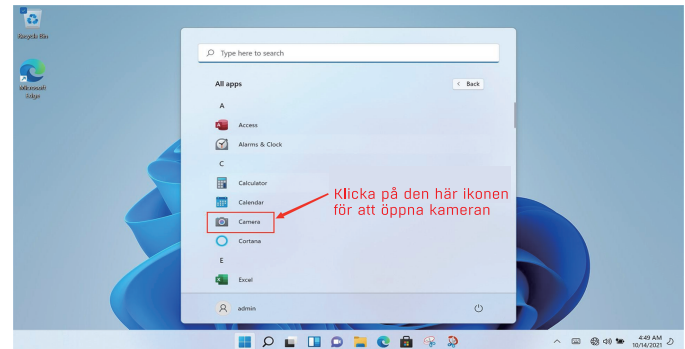 Recycle Bin
Microsoft
Edge
Type here to search
All apps
< Back
A
Access
Alarms & Clock
C
Calculator
Calendar
Camera
Cortana
E
Excel
Klicka på den här ikonen
för att öppna kameran
admin
4:49 AM
10/14/2021